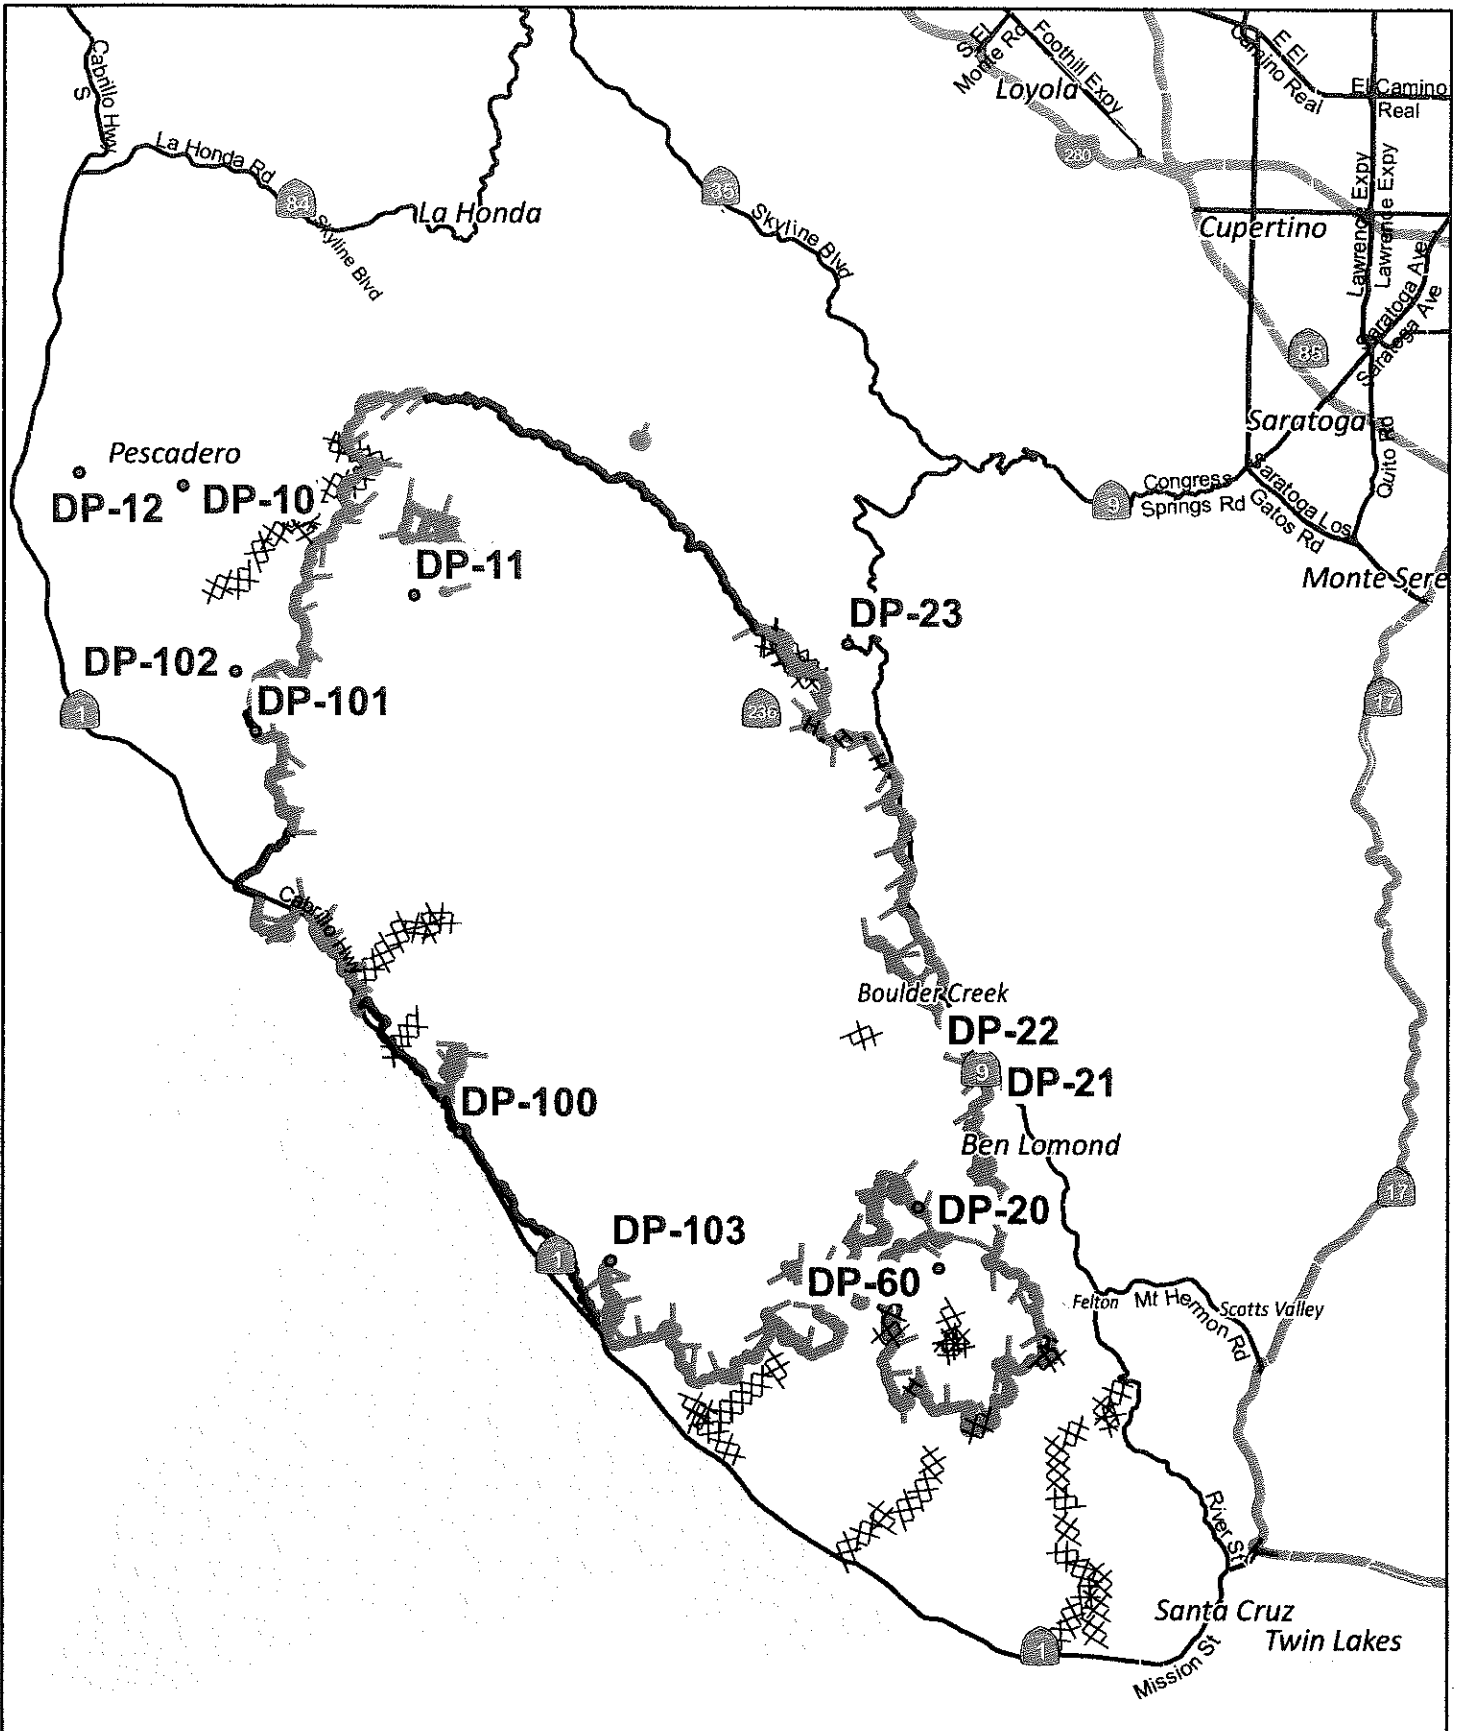 S El
Monte Rd
Foothill Expy
Loyola
E El
Camino Real
El Camino
Real
Cabrillo Hwy
S
La Honda Rd
84
Skyline Blvd
La Honda
35
Skyline Blvd
280
Cupertino
Lawrence Expy
Lawrence Expy
Saratoga Ave
Saratoga Ave
85
Saratoga
Quito Rd
Pescadero
DP-12
DP-10
DP-11
9
Congress
Springs Rd
Saratoga Los
Gatos Rd
Monte Sere
DP-23
DP-102
DP-101
1
236
17
H
H
H
Cabrillo Hwy
Boulder Creek
DP-22
9
DP-21
DP-100
Ben Lomond
17
DP-20
DP-103
1
DP-60
Felton
Mt Hermon Rd
Scotts Valley
H
River St
Santa Cruz
Twin Lakes
1
Mission St